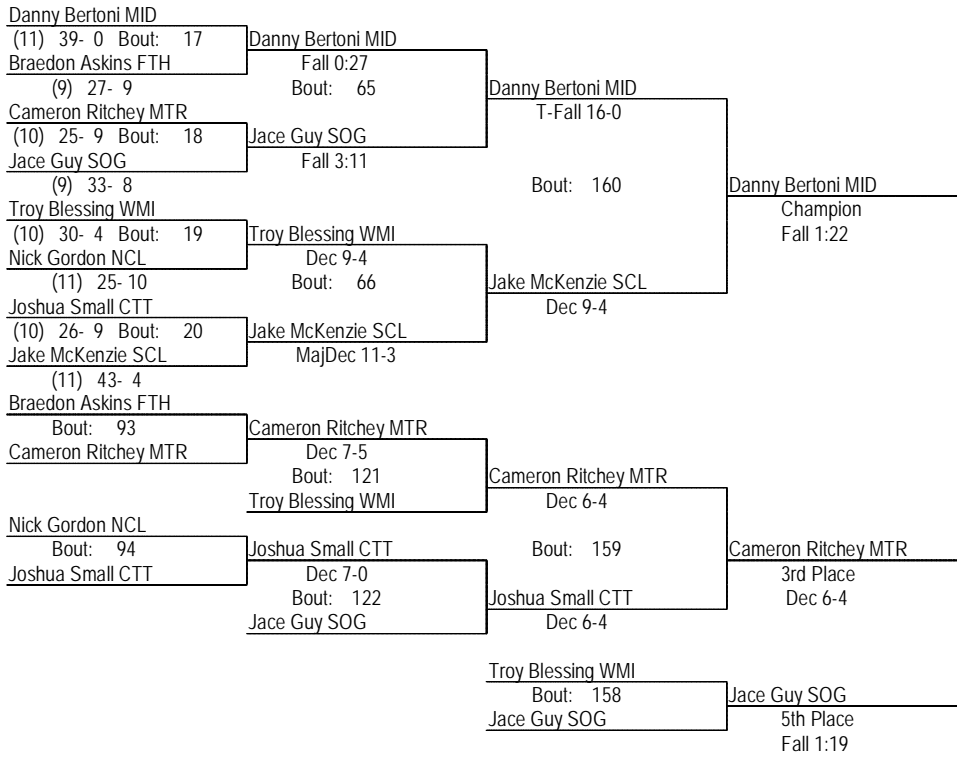 Danny Bertoni MID
(11) 39- 0 Bout: 17
Danny Bertoni MID
Braedon Askins FTH
Fall 0:27
(9) 27- 9
Bout: 65
Danny Bertoni MID
Cameron Ritchey MTR
T-Fall 16-0
(10) 25- 9 Bout: 18
Jace Guy SOG
Jace Guy SOG
Fall 3:11
(9) 33- 8
Bout: 160
Danny Bertoni MID
Troy Blessing WMI
Champion
(10) 30- 4 Bout: 19
Troy Blessing WMI
Fall 1:22
Nick Gordon NCL
Dec 9-4
(11) 25- 10
Bout: 66
Jake McKenzie SCL
Joshua Small CTT
Dec 9-4
(10) 26- 9 Bout: 20
Jake McKenzie SCL
Jake McKenzie SCL
MajDec 11-3
(11) 43- 4
Braedon Askins FTH
Bout: 93
Cameron Ritchey MTR
Cameron Ritchey MTR
Dec 7-5
Bout: 121
Cameron Ritchey MTR
Troy Blessing WMI
Dec 6-4
Nick Gordon NCL
Bout: 94
Joshua Small CTT
Bout: 159
Cameron Ritchey MTR
Joshua Small CTT
Dec 7-0
3rd Place
Bout: 122
Joshua Small CTT
Dec 6-4
Jace Guy SOG
Dec 6-4
Troy Blessing WMI
Bout: 158
Jace Guy SOG
Jace Guy SOG
5th Place
Fall 1:19